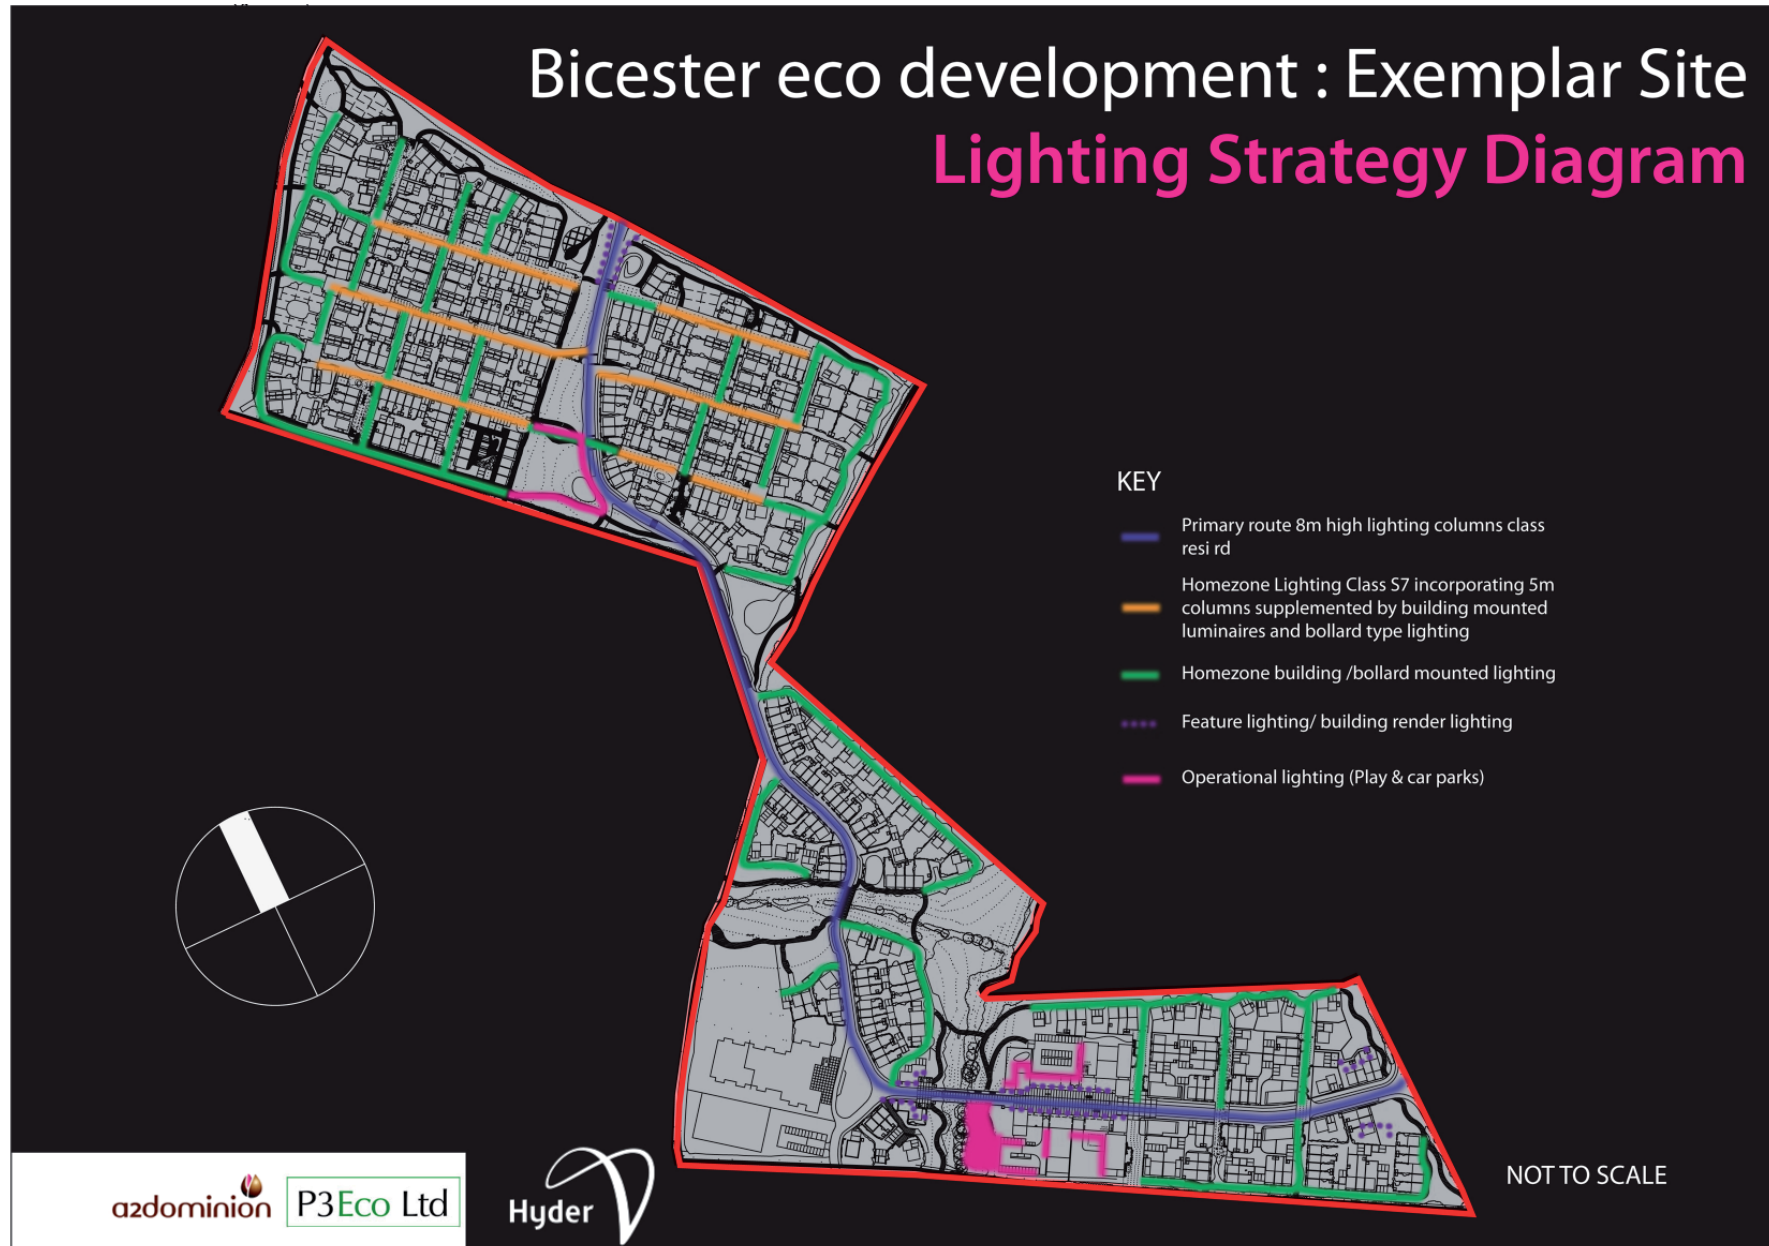 Bicester eco development : Exemplar Site
Lighting Strategy Diagram
KEY
Primary route 8m high lighting columns class
resi rd
Homezone Lighting Class S7 incorporating 5m
columns supplemented by building mounted
luminaires and bollard type lighting
Homezone building /bollard mounted lighting
Feature lighting/ building render lighting
Operational lighting (Play & car parks)
NOT TO SCALE
a2dominion
P3Eco Ltd
Hyder